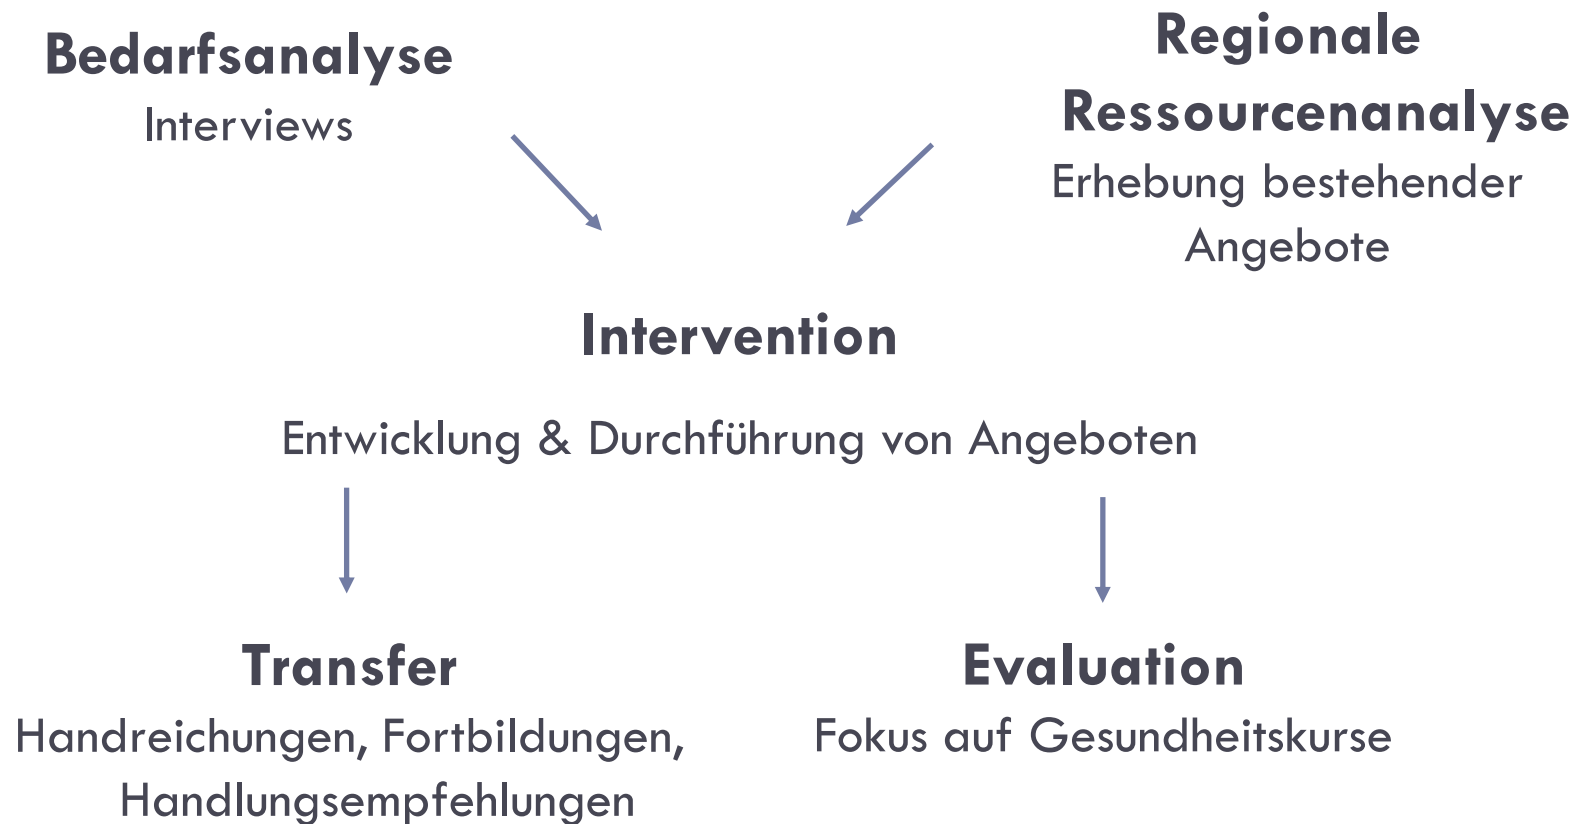 Bedarfsanalyse
Interviews
Regionale
Ressourcenanalyse
Erhebung bestehender
Angebote
Intervention
Entwicklung & Durchführung von Angeboten
Transfer
Handreichungen, Fortbildungen,
Handlungsempfehlungen
Evaluation
Fokus auf Gesundheitskurse